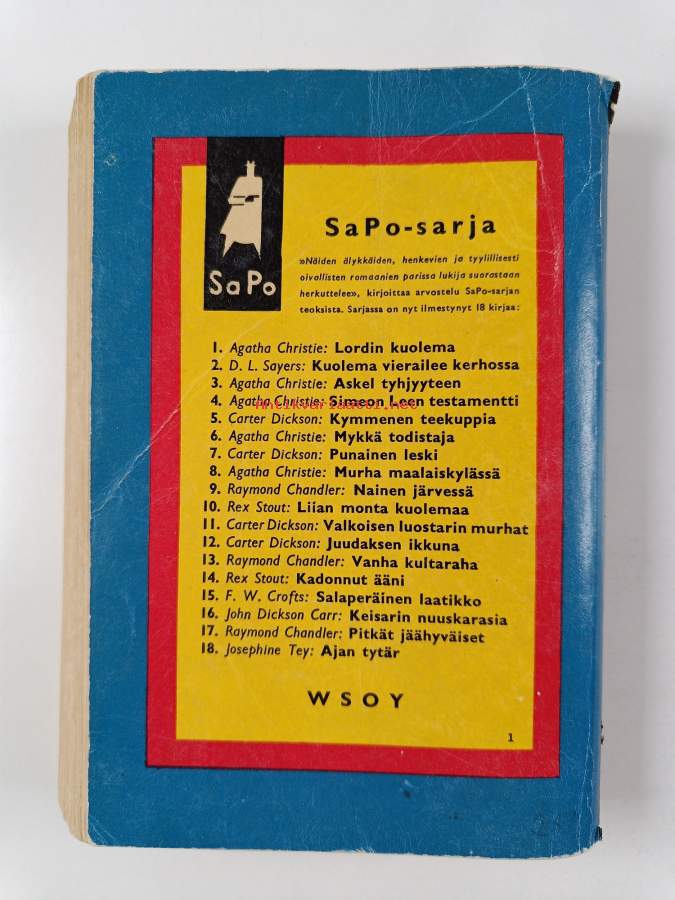 SaPo
SaPo-sarja
»Näiden älykkäiden, henkevien ja tyylillisesti
oivallisten romaanien parissa lukija suorastaan
herkuttelee», kirjoittaa arvostelu SaPo-sarjan
teoksista. Sarjassa on nyt ilmestynyt 18 kirjaa:
1. Agatha Christie: Lordin kuolema
2. D. L. Sayers: Kuolema vierailee kerhossa
3. Agatha Christie: Askel tyhjyyteen
4. Agatha Christie: Simeon Leen testamentti
antikvariaatti.net
5. Carter Dickson: Kymmenen teekuppia
6. Agatha Christie: Mykkä todistaja
7. Carter Dickson: Punainen leski
8. Agatha Christie: Murha maalaiskylässä
9. Raymond Chandler: Nainen järvessä
10. Rex Stout: Liian monta kuolemaa
11. Carter Dickson: Valkoisen luostarin murhat
12. Carter Dickson: Juudaksen ikkuna
13. Raymond Chandler: Vanha kultaraha
14. Rex Stout: Kadonnut ääni
15. F. W. Crofts: Salaperäinen laatikko
16. John Dickson Carr: Keisarin nuuskarasia
17. Raymond Chandler: Pitkät jäähyväiset
18. Josephine Tey: Ajan tytär
WSOY
1